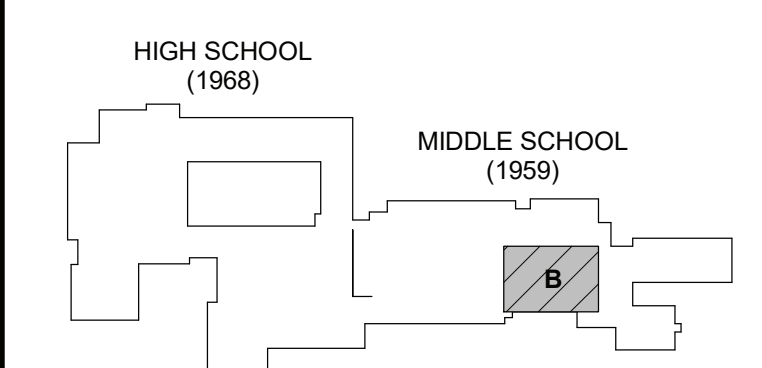 HIGH SCHOOL
(1968)
MIDDLE SCHOOL
(1959)
B